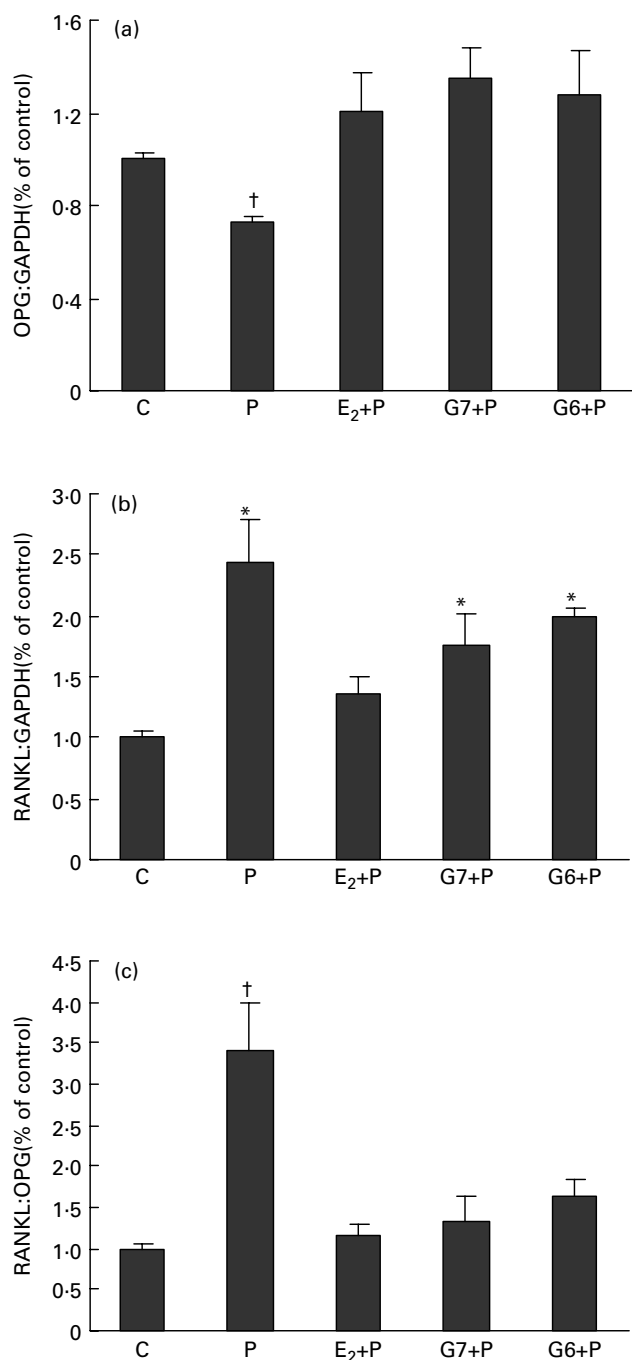 (a)
OPG:GAPDH(% of control)
1·6
1·2
0·8
0·4
0
†
C P E₂+P G7+P G6+P
(b)
RANKL:GAPDH(% of control)
3·0
2·5
2·0
1·5
1·0
0·5
0
* * *
C P E₂+P G7+P G6+P
(c)
RANKL:OPG(% of control)
4·5
4·0
3·5
3·0
2·5
2·0
1·5
1·0
0·5
0
†
C P E₂+P G7+P G6+P